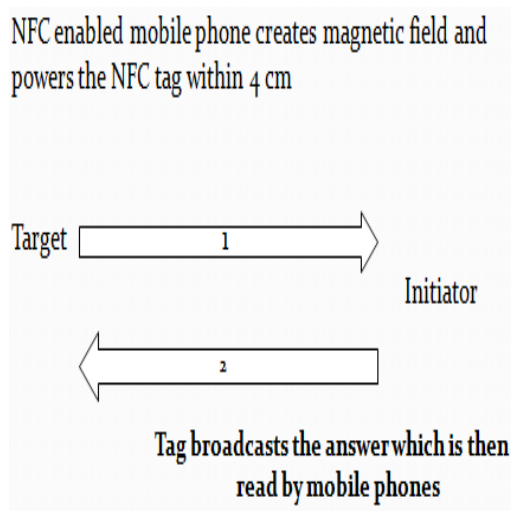 NFC enabled mobile phone creates magnetic field and
powers the NFC tag within 4 cm
Target
1
Initiator
2
Tag broadcasts the answer which is then
read by mobile phones